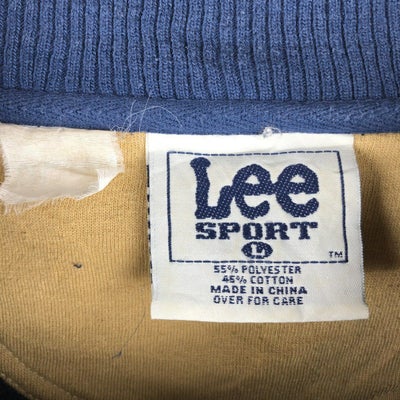 Lee
SPORT
L
™
55% POLYESTER
45% COTTON
MADE IN CHINA
OVER FOR CARE